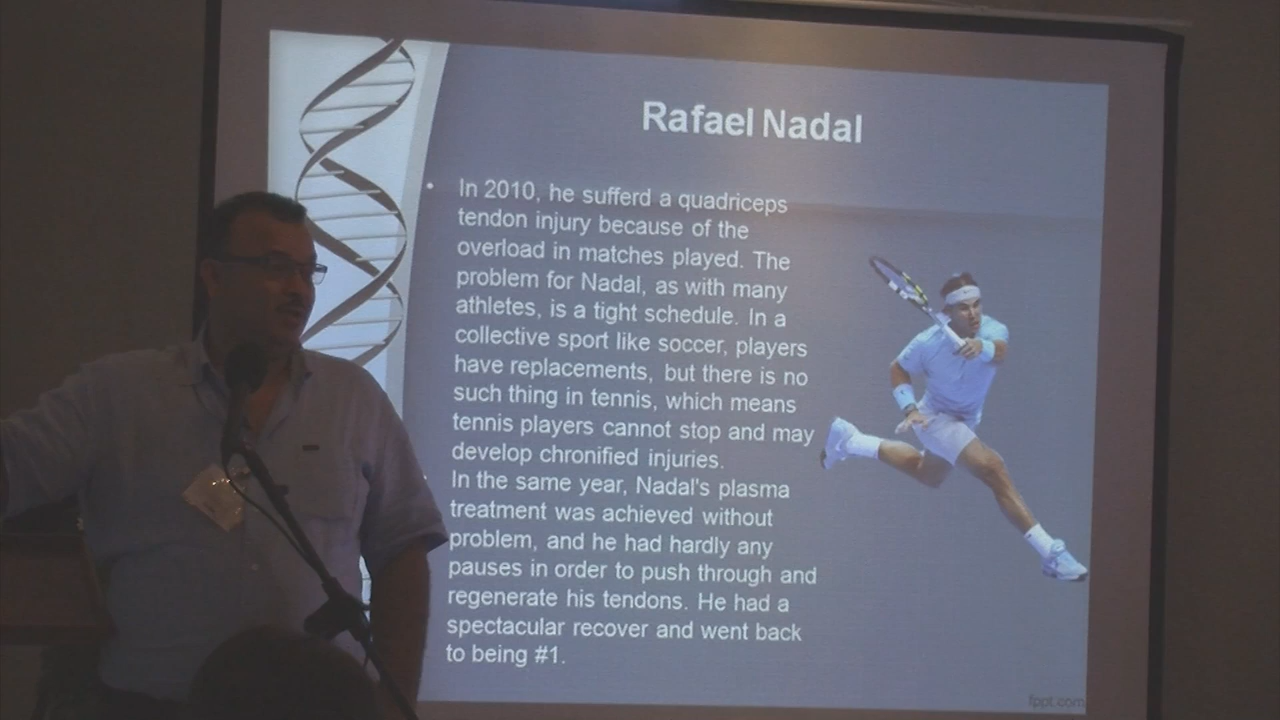 Rafael Nadal
• In 2010, he sufferd a quadriceps
tendon injury because of the
overload in matches played. The
problem for Nadal, as with many
athletes, is a tight schedule. In a
collective sport like soccer, players
have replacements, but there is no
such thing in tennis, which means
tennis players cannot stop and may
develop chronified injuries.
In the same year, Nadal's plasma
treatment was achieved without
problem, and he had hardly any
pauses in order to push through and
regenerate his tendons. He had a
spectacular recover and went back
to being #1.
fppt.com